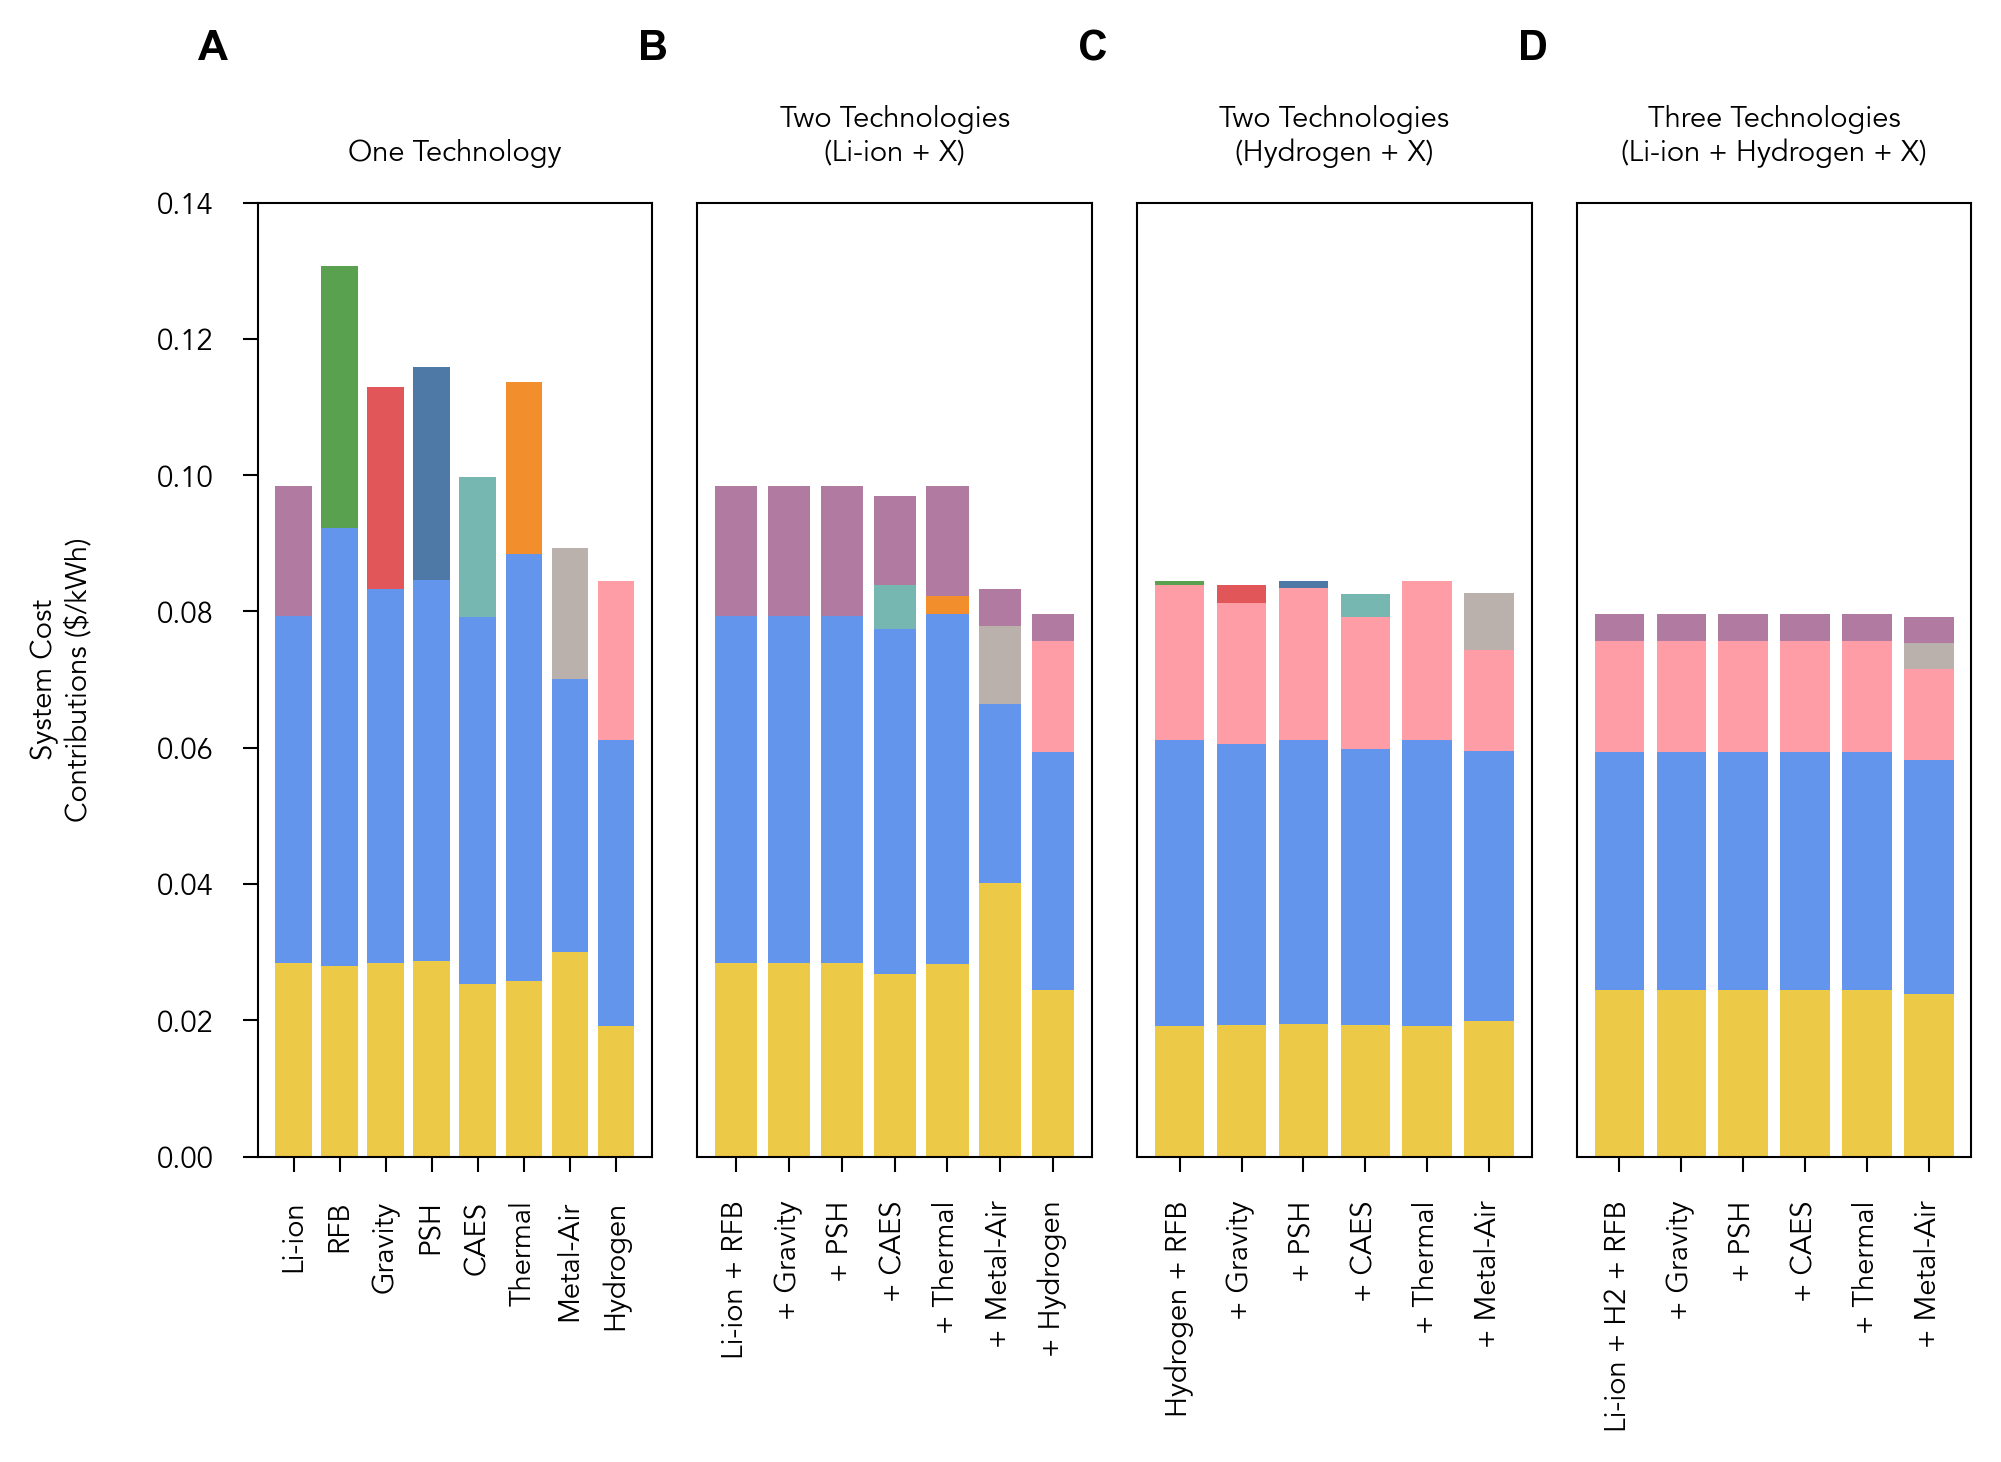 A
B
C
D
One Technology
Two Technologies
(Li-ion + X)
Two Technologies
(Hydrogen + X)
Three Technologies
(Li-ion + Hydrogen + X)
System Cost
Contributions ($/kWh)
0.14
0.12
0.10
0.08
0.06
0.04
0.02
0.00
Li-ion
RFB
Gravity
PSH
CAES
Thermal
Metal-Air
Hydrogen
Li-ion + RFB
+ Gravity
+ PSH
+ CAES
+ Thermal
+ Metal-Air
+ Hydrogen
Hydrogen + RFB
+ Gravity
+ PSH
+ CAES
+ Thermal
+ Metal-Air
Li-ion + H2 + RFB
+ Gravity
+ PSH
+ CAES
+ Thermal
+ Metal-Air